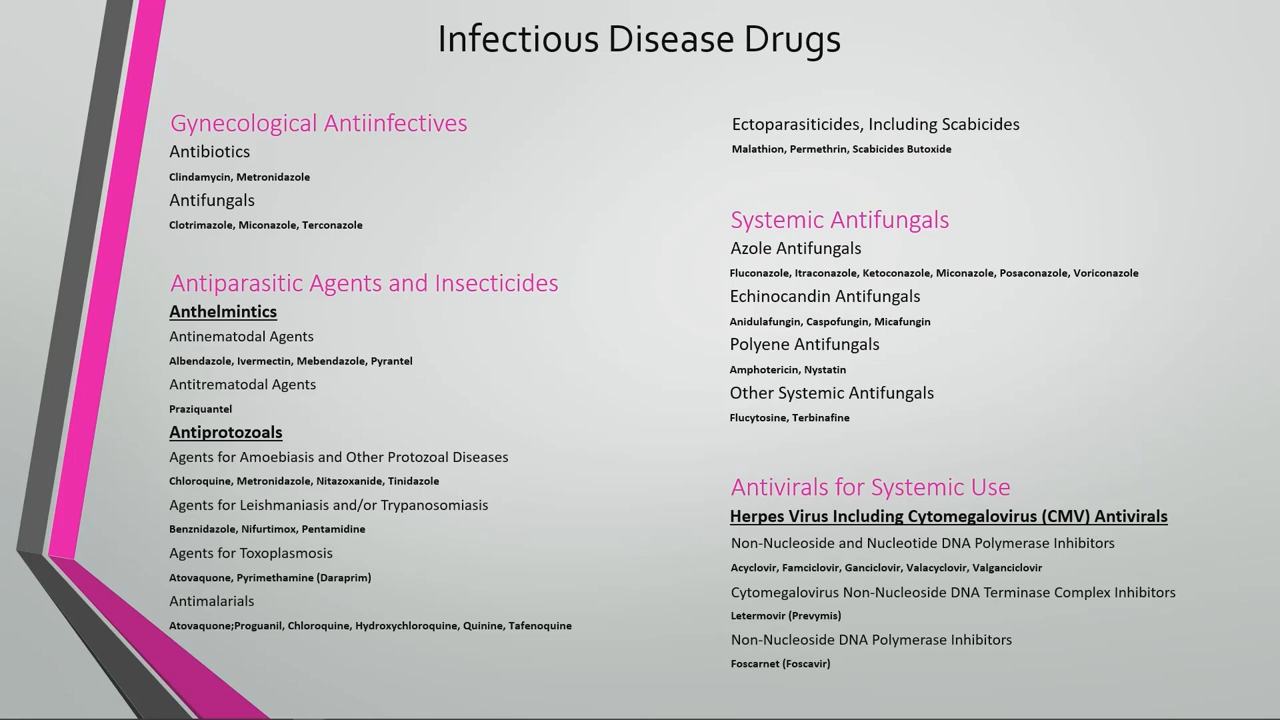 Infectious Disease Drugs
Gynecological Antiinfectives
Antibiotics
Clindamycin, Metronidazole
Antifungals
Clotrimazole, Miconazole, Terconazole
Antiparasitic Agents and Insecticides
Anthelmintics
Antinematodal Agents
Albendazole, Ivermectin, Mebendazole, Pyrantel
Antitrematodal Agents
Praziquantel
Antiprotozoals
Agents for Amoebiasis and Other Protozoal Diseases
Chloroquine, Metronidazole, Nitazoxanide, Tinidazole
Agents for Leishmaniasis and/or Trypanosomiasis
Benznidazole, Nifurtimox, Pentamidine
Agents for Toxoplasmosis
Atovaquone, Pyrimethamine (Daraprim)
Antimalarials
Atovaquone;Proguanil, Chloroquine, Hydroxychloroquine, Quinine, Tafenoquine
Ectoparasiticides, Including Scabicides
Malathion, Permethrin, Scabicides Butoxide
Systemic Antifungals
Azole Antifungals
Fluconazole, Itraconazole, Ketoconazole, Miconazole, Posaconazole, Voriconazole
Echinocandin Antifungals
Anidulafungin, Caspofungin, Micafungin
Polyene Antifungals
Amphotericin, Nystatin
Other Systemic Antifungals
Flucytosine, Terbinafine
Antivirals for Systemic Use
Herpes Virus Including Cytomegalovirus (CMV) Antivirals
Non-Nucleoside and Nucleotide DNA Polymerase Inhibitors
Acyclovir, Famciclovir, Ganciclovir, Valacyclovir, Valganciclovir
Cytomegalovirus Non-Nucleoside DNA Terminase Complex Inhibitors
Letermovir (Prevymis)
Non-Nucleoside DNA Polymerase Inhibitors
Foscarnet (Foscavir)